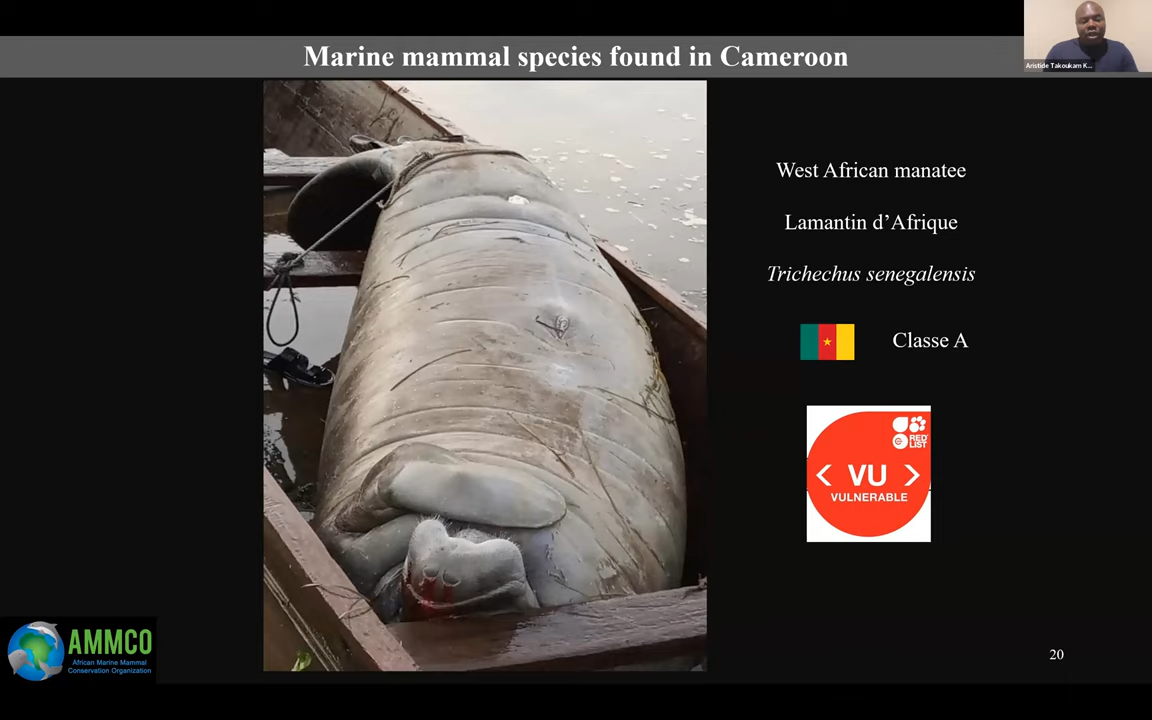 Marine mammal species found in Cameroon
Aristide Takoukam K...
West African manatee
Lamantin d’Afrique
Trichechus senegalensis
Classe A
RED
LIST
< VU >
VULNERABLE
AMMCO
African Marine Mammal
Conservation Organization
20